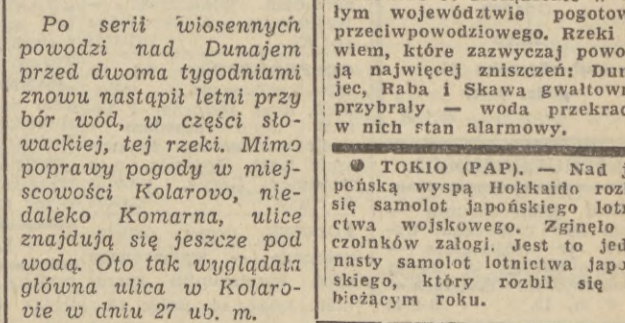 Po serii wiosennych
powodzi nad Dunajem
przed dwoma tygodniami
znowu nastąpił letni przy
bór wód, w części sło-
wackiej, tej rzeki. Mimo
poprawy pogody w miej-
scowości Kolarovo, nie-
daleko Komarna, ulice
znajdują się jeszcze pod
wodą. Oto tak wyglądała
główna ulica w Kolaro-
vie w dniu 27 ub. m.
łym województwie pogotow
przeciwpowodziowego. Rzeki
wiem, które zazwyczaj powo
ją najwięcej zniszczeń: Dun
jec, Raba i Skawa gwałtown
przybrały — woda przekrac
w nich stan alarmowy.
● TOKIO (PAP). — Nad j
pońską wyspą Hokkaido roz
się samolot japońskiego lotn
ctwa wojskowego. Zginęło
członków załogi. Jest to jed
nasty samolot lotnictwa jap
skiego, który rozbił się
bieżącym roku.